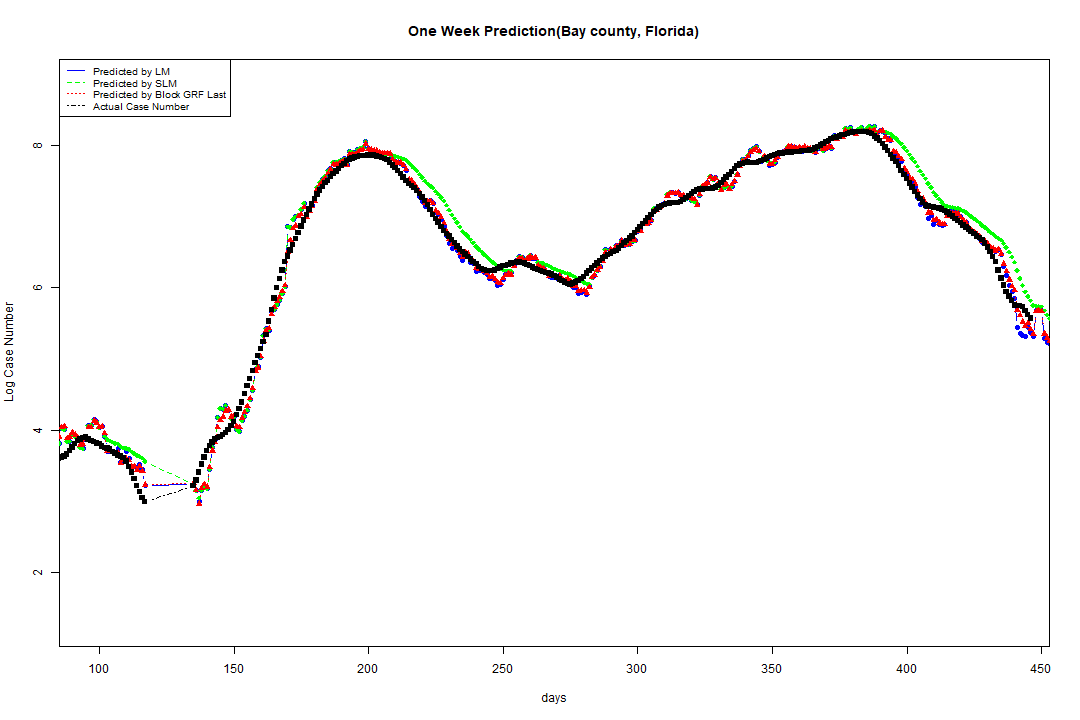 One Week Prediction(Bay county, Florida)
Predicted by LM
Predicted by SLM
Predicted by Block GRF Last
Actual Case Number
8
6
4
2
Log Case Number
100 150 200 250 300 350 400 450
days